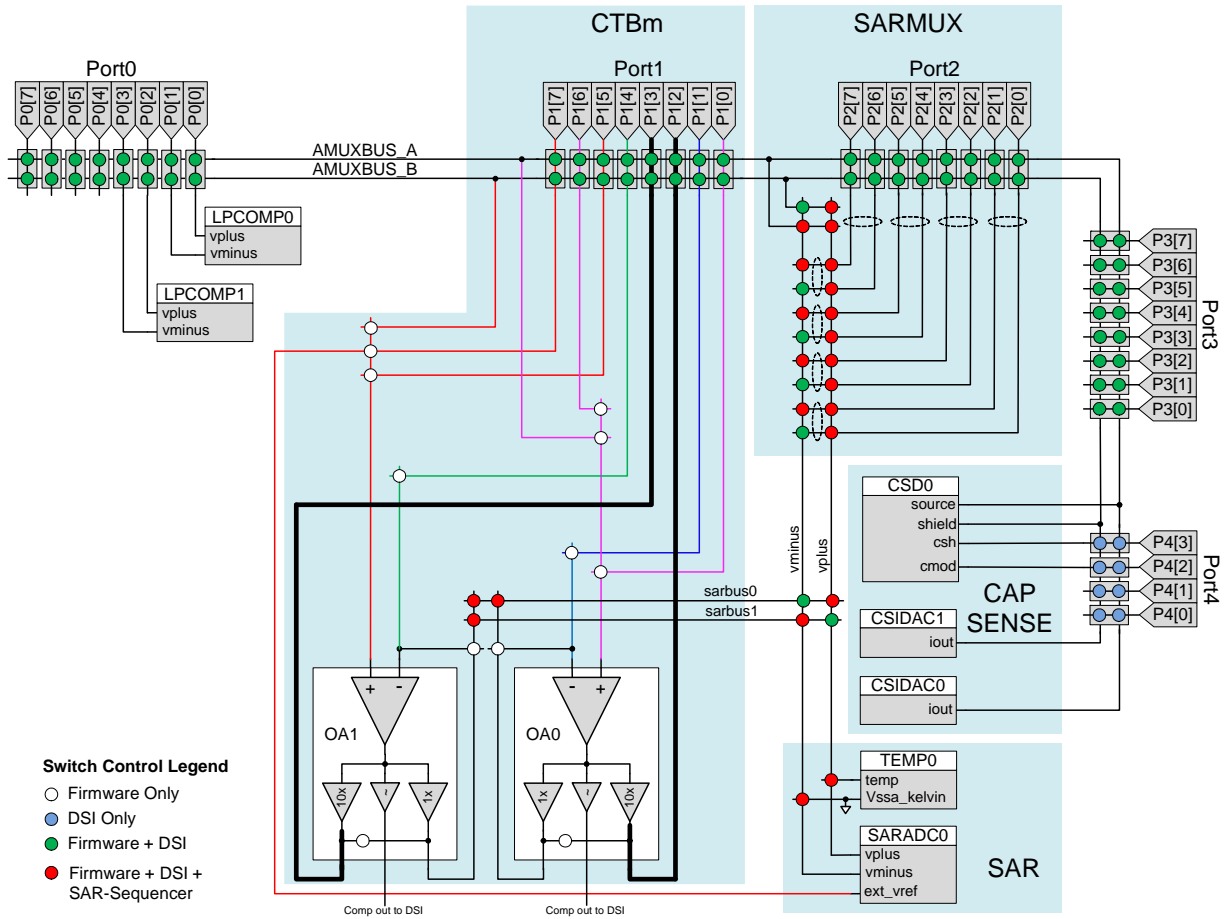 CTBm
SARMUX
Port0
Port1
Port2
P0[7]
P0[6]
P0[5]
P0[4]
P0[3]
P0[2]
P0[1]
P0[0]
P1[7]
P1[6]
P1[5]
P1[4]
P1[3]
P1[2]
P1[1]
P1[0]
P2[7]
P2[6]
P2[5]
P2[4]
P2[3]
P2[2]
P2[1]
P2[0]
AMUXBUS_A
AMUXBUS_B
LPCOMP0
vplus
vminus
LPCOMP1
vplus
vminus
P3[7]
P3[6]
P3[5]
P3[4]
P3[3]
P3[2]
P3[1]
P3[0]
Port3
CSD0
source
shield
csh
cmod
P4[3]
P4[2]
P4[1]
P4[0]
Port4
CAP
SENSE
CSIDAC1
iout
CSIDAC0
iout
vminus
vplus
sarbus0
sarbus1
+
-
OA1
10x
~
1x
-
+
OA0
1x
~
10x
TEMP0
temp
Vssa_kelvin
SARADC0
vplus
vminus
ext_vref
SAR
Switch Control Legend
Firmware Only
DSI Only
Firmware + DSI
Firmware + DSI +
SAR-Sequencer
Comp out to DSI
Comp out to DSI